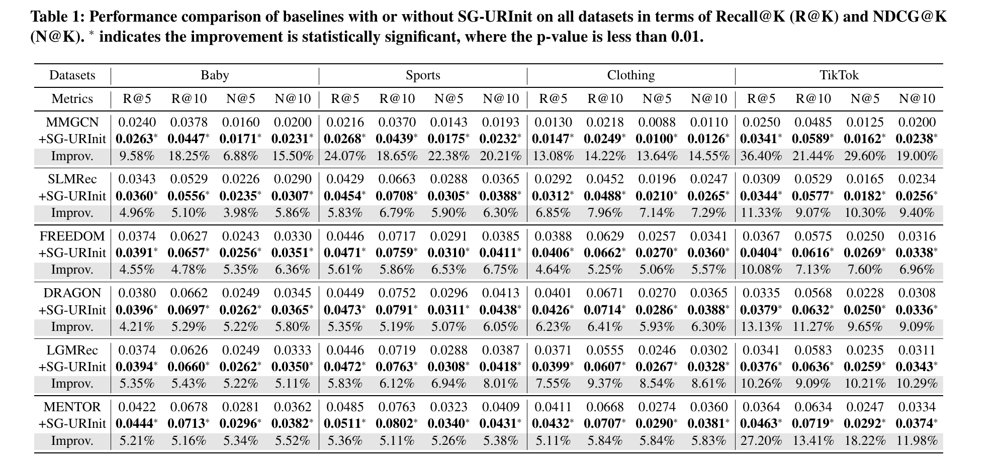 Table 1: Performance comparison of baselines with or without SG-URInit on all datasets in terms of Recall@K (R@K) and NDCG@K
(N@K). * indicates the improvement is statistically significant, where the p-value is less than 0.01.
Datasets Baby Sports Clothing TikTok
Metrics R@5 R@10 N@5 N@10 R@5 R@10 N@5 N@10 R@5 R@10 N@5 N@10 R@5 R@10 N@5 N@10
MMGCN 0.0240 0.0378 0.0160 0.0200 0.0216 0.0370 0.0143 0.0193 0.0130 0.0218 0.0088 0.0110 0.0250 0.0485 0.0125 0.0200
+SG-URInit 0.0263* 0.0447* 0.0171* 0.0231* 0.0268* 0.0439* 0.0175* 0.0232* 0.0147* 0.0249* 0.0100* 0.0126* 0.0341* 0.0589* 0.0162* 0.0238*
Improv. 9.58% 18.25% 6.88% 15.50% 24.07% 18.65% 22.38% 20.21% 13.08% 14.22% 13.64% 14.55% 36.40% 21.44% 29.60% 19.00%
SLMRec 0.0343 0.0529 0.0226 0.0290 0.0429 0.0663 0.0288 0.0365 0.0292 0.0452 0.0196 0.0247 0.0309 0.0529 0.0165 0.0234
+SG-URInit 0.0360* 0.0556* 0.0235* 0.0307* 0.0454* 0.0708* 0.0305* 0.0388* 0.0312* 0.0488* 0.0210* 0.0265* 0.0344* 0.0577* 0.0182* 0.0256*
Improv. 4.96% 5.10% 3.98% 5.86% 5.83% 6.79% 5.90% 6.30% 6.85% 7.96% 7.14% 7.29% 11.33% 9.07% 10.30% 9.40%
FREEDOM 0.0374 0.0627 0.0243 0.0330 0.0446 0.0717 0.0291 0.0385 0.0388 0.0629 0.0257 0.0341 0.0367 0.0575 0.0250 0.0316
+SG-URInit 0.0391* 0.0657* 0.0256* 0.0351* 0.0471* 0.0759* 0.0310* 0.0411* 0.0406* 0.0662* 0.0270* 0.0360* 0.0404* 0.0616* 0.0269* 0.0338*
Improv. 4.55% 4.78% 5.35% 6.36% 5.61% 5.86% 6.53% 6.75% 4.64% 5.25% 5.06% 5.57% 10.08% 7.13% 7.60% 6.96%
DRAGON 0.0380 0.0662 0.0249 0.0345 0.0449 0.0752 0.0296 0.0413 0.0401 0.0671 0.0270 0.0365 0.0335 0.0568 0.0228 0.0308
+SG-URInit 0.0396* 0.0697* 0.0262* 0.0365* 0.0473* 0.0791* 0.0311* 0.0438* 0.0426* 0.0714* 0.0286* 0.0388* 0.0379* 0.0632* 0.0250* 0.0336*
Improv. 4.21% 5.29% 5.22% 5.80% 5.35% 5.19% 5.07% 6.05% 6.23% 6.41% 5.93% 6.30% 13.13% 11.27% 9.65% 9.09%
LGMRec 0.0374 0.0626 0.0249 0.0333 0.0446 0.0719 0.0288 0.0387 0.0371 0.0555 0.0246 0.0302 0.0341 0.0583 0.0235 0.0311
+SG-URInit 0.0394* 0.0660* 0.0262* 0.0350* 0.0472* 0.0763* 0.0308* 0.0418* 0.0399* 0.0607* 0.0267* 0.0328* 0.0376* 0.0636* 0.0259* 0.0343*
Improv. 5.35% 5.43% 5.22% 5.11% 5.83% 6.12% 6.94% 8.01% 7.55% 9.37% 8.54% 8.61% 10.26% 9.09% 10.21% 10.29%
MENTOR 0.0422 0.0678 0.0281 0.0362 0.0485 0.0763 0.0323 0.0409 0.0411 0.0668 0.0274 0.0360 0.0364 0.0634 0.0247 0.0334
+SG-URInit 0.0444* 0.0713* 0.0296* 0.0382* 0.0511* 0.0802* 0.0340* 0.0431* 0.0432* 0.0707* 0.0290* 0.0381* 0.0463* 0.0719* 0.0292* 0.0374*
Improv. 5.21% 5.16% 5.34% 5.52% 5.36% 5.11% 5.26% 5.38% 5.11% 5.84% 5.84% 5.83% 27.20% 13.41% 18.22% 11.98%